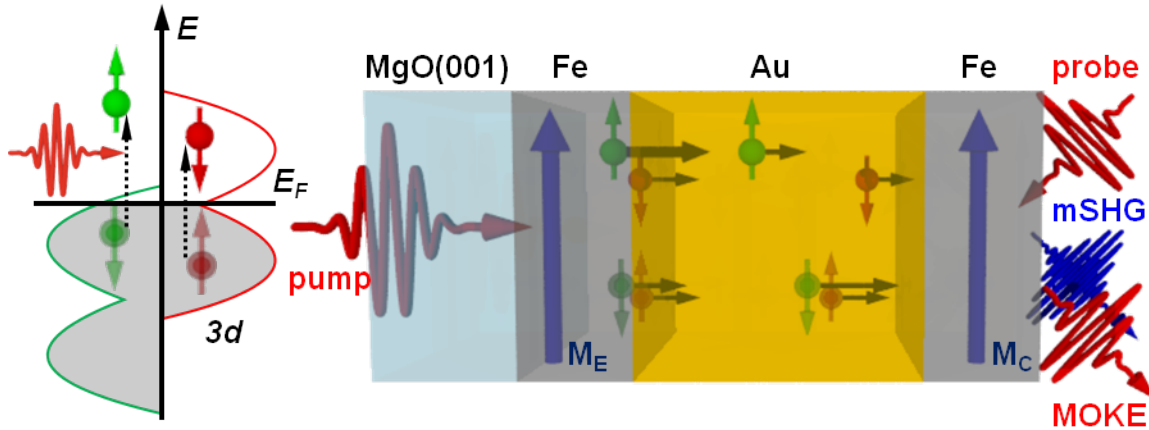 E
E_F
3d
MgO(001)
Fe
Au
Fe
probe
pump
M_E
M_C
mSHG
MOKE